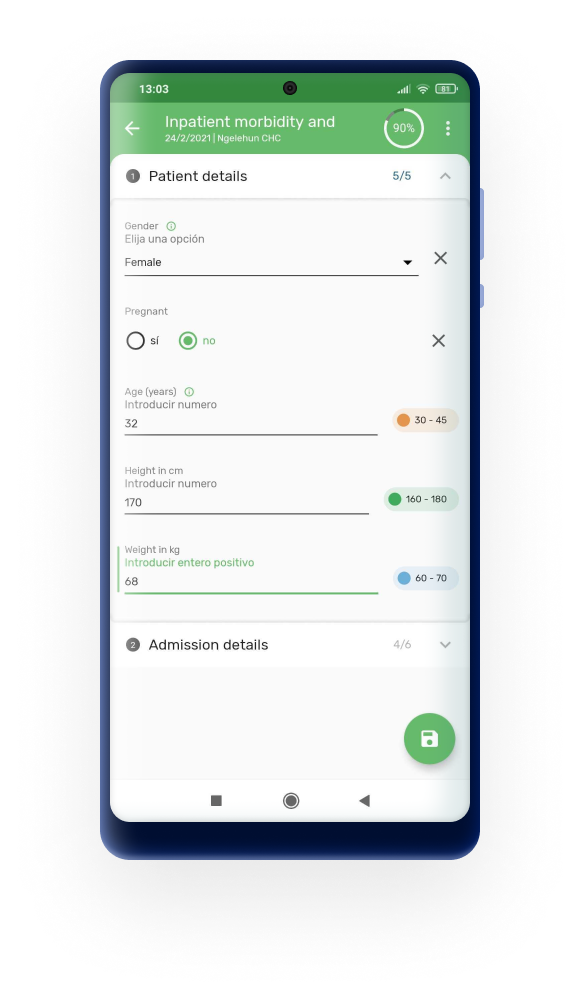 13:03
81
Inpatient morbidity and
24/2/2021 | Ngelehun CHC
90%
1 Patient details 5/5
Gender
Elija una opción
Female
Pregnant
sí no
Age (years)
Introducir numero
32
30 - 45
Height in cm
Introducir numero
170
160 - 180
Weight in kg
Introducir entero positivo
68
60 - 70
2 Admission details 4/6